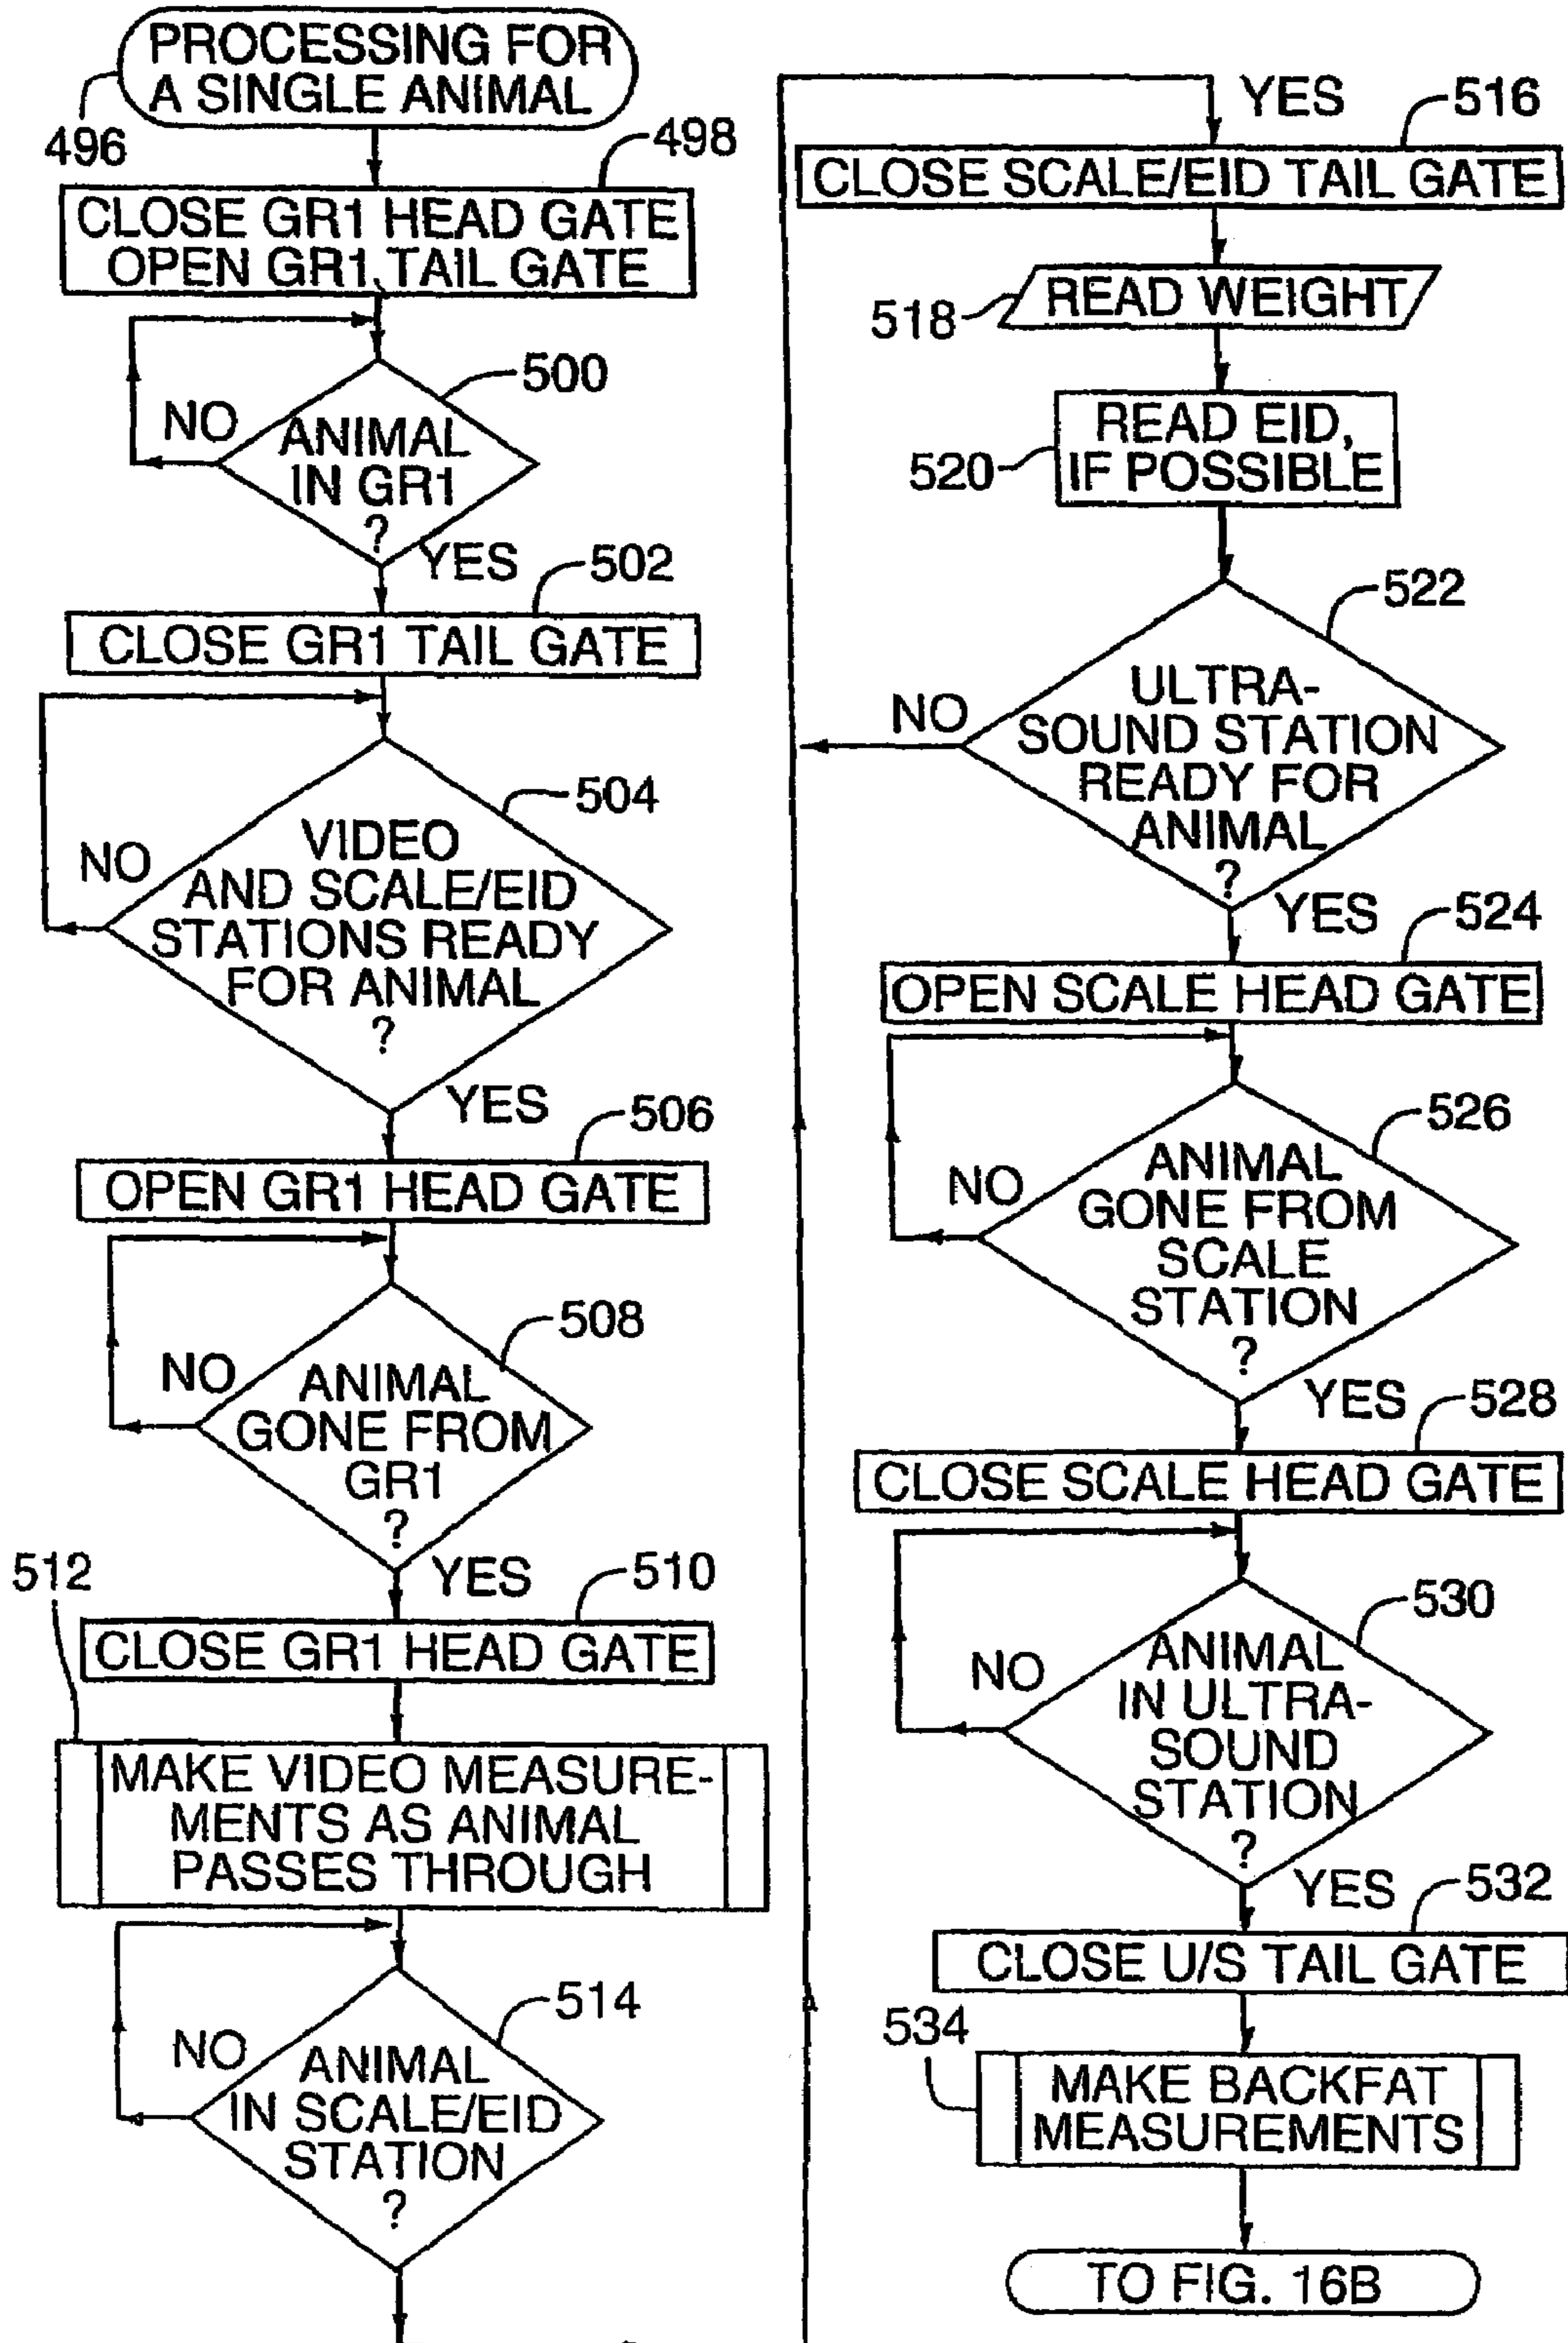 PROCESSING FOR
A SINGLE ANIMAL
496
498
CLOSE GR1 HEAD GATE
OPEN GR1 TAIL GATE
500
NO
ANIMAL
IN GR1
?
YES
502
CLOSE GR1 TAIL GATE
504
NO
VIDEO
AND SCALE/EID
STATIONS READY
FOR ANIMAL
?
YES
506
OPEN GR1 HEAD GATE
508
NO
ANIMAL
GONE FROM
GR1
?
YES
510
CLOSE GR1 HEAD GATE
512
MAKE VIDEO MEASURE-
MENTS AS ANIMAL
PASSES THROUGH
514
NO
ANIMAL
IN SCALE/EID
STATION
?
YES
516
CLOSE SCALE/EID TAIL GATE
518
READ WEIGHT
520
READ EID,
IF POSSIBLE
522
NO
ULTRA-
SOUND STATION
READY FOR
ANIMAL
?
YES
524
OPEN SCALE HEAD GATE
526
NO
ANIMAL
GONE FROM
SCALE
STATION
?
YES
528
CLOSE SCALE HEAD GATE
530
NO
ANIMAL
IN ULTRA-
SOUND
STATION
?
YES
532
CLOSE U/S TAIL GATE
534
MAKE BACKFAT
MEASUREMENTS
TO FIG. 16B